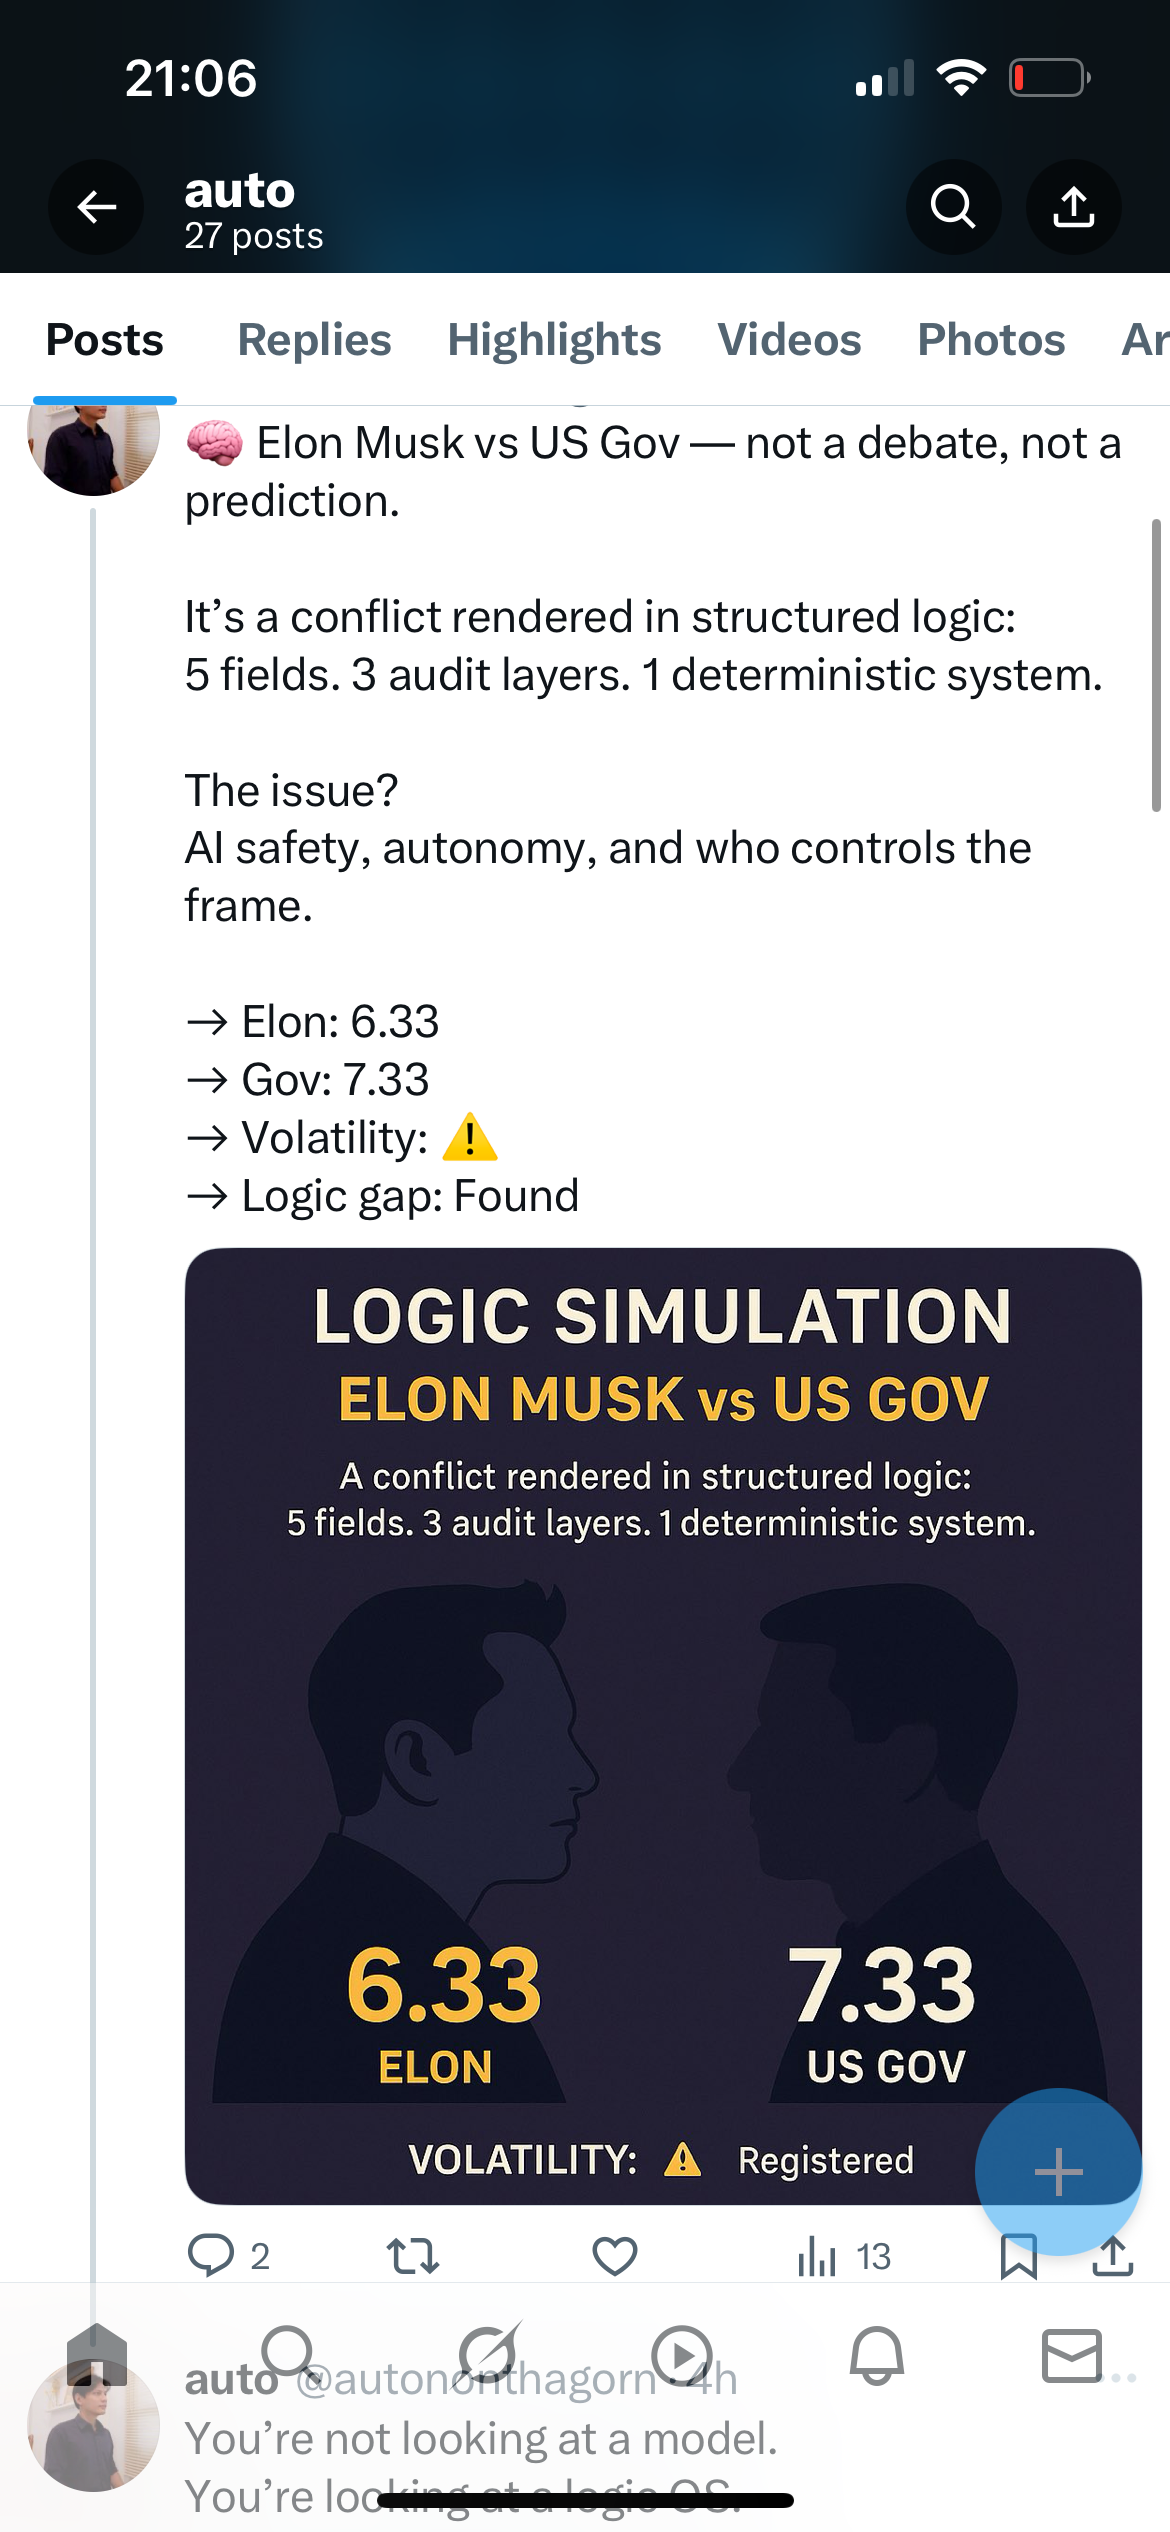 21:06
auto
27 posts
Posts Replies Highlights Videos Photos Ar
🧠 Elon Musk vs US Gov — not a debate, not a
prediction.
It’s a conflict rendered in structured logic:
5 fields. 3 audit layers. 1 deterministic system.
The issue?
AI safety, autonomy, and who controls the
frame.
→ Elon: 6.33
→ Gov: 7.33
→ Volatility: ⚠️
→ Logic gap: Found
LOGIC SIMULATION
ELON MUSK vs US GOV
A conflict rendered in structured logic:
5 fields. 3 audit layers. 1 deterministic system.
6.33 7.33
ELON US GOV
VOLATILITY: ⚠️ Registered
2 13
auto @autononthagorn · 4h
You’re not looking at a model.
You’re looking at a logic OS.